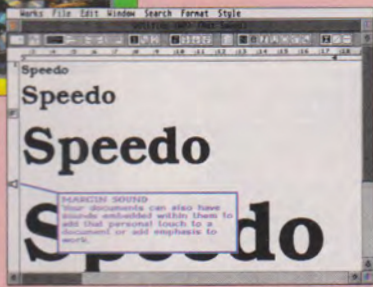 Works File Edit Window Search Format Style
Speedo
Speedo
Speedo
Speedo
MARGIN SOUND
Your documents can also have
sounds embedded within them to
add that personal touch to a
document or add emphasis to
work.